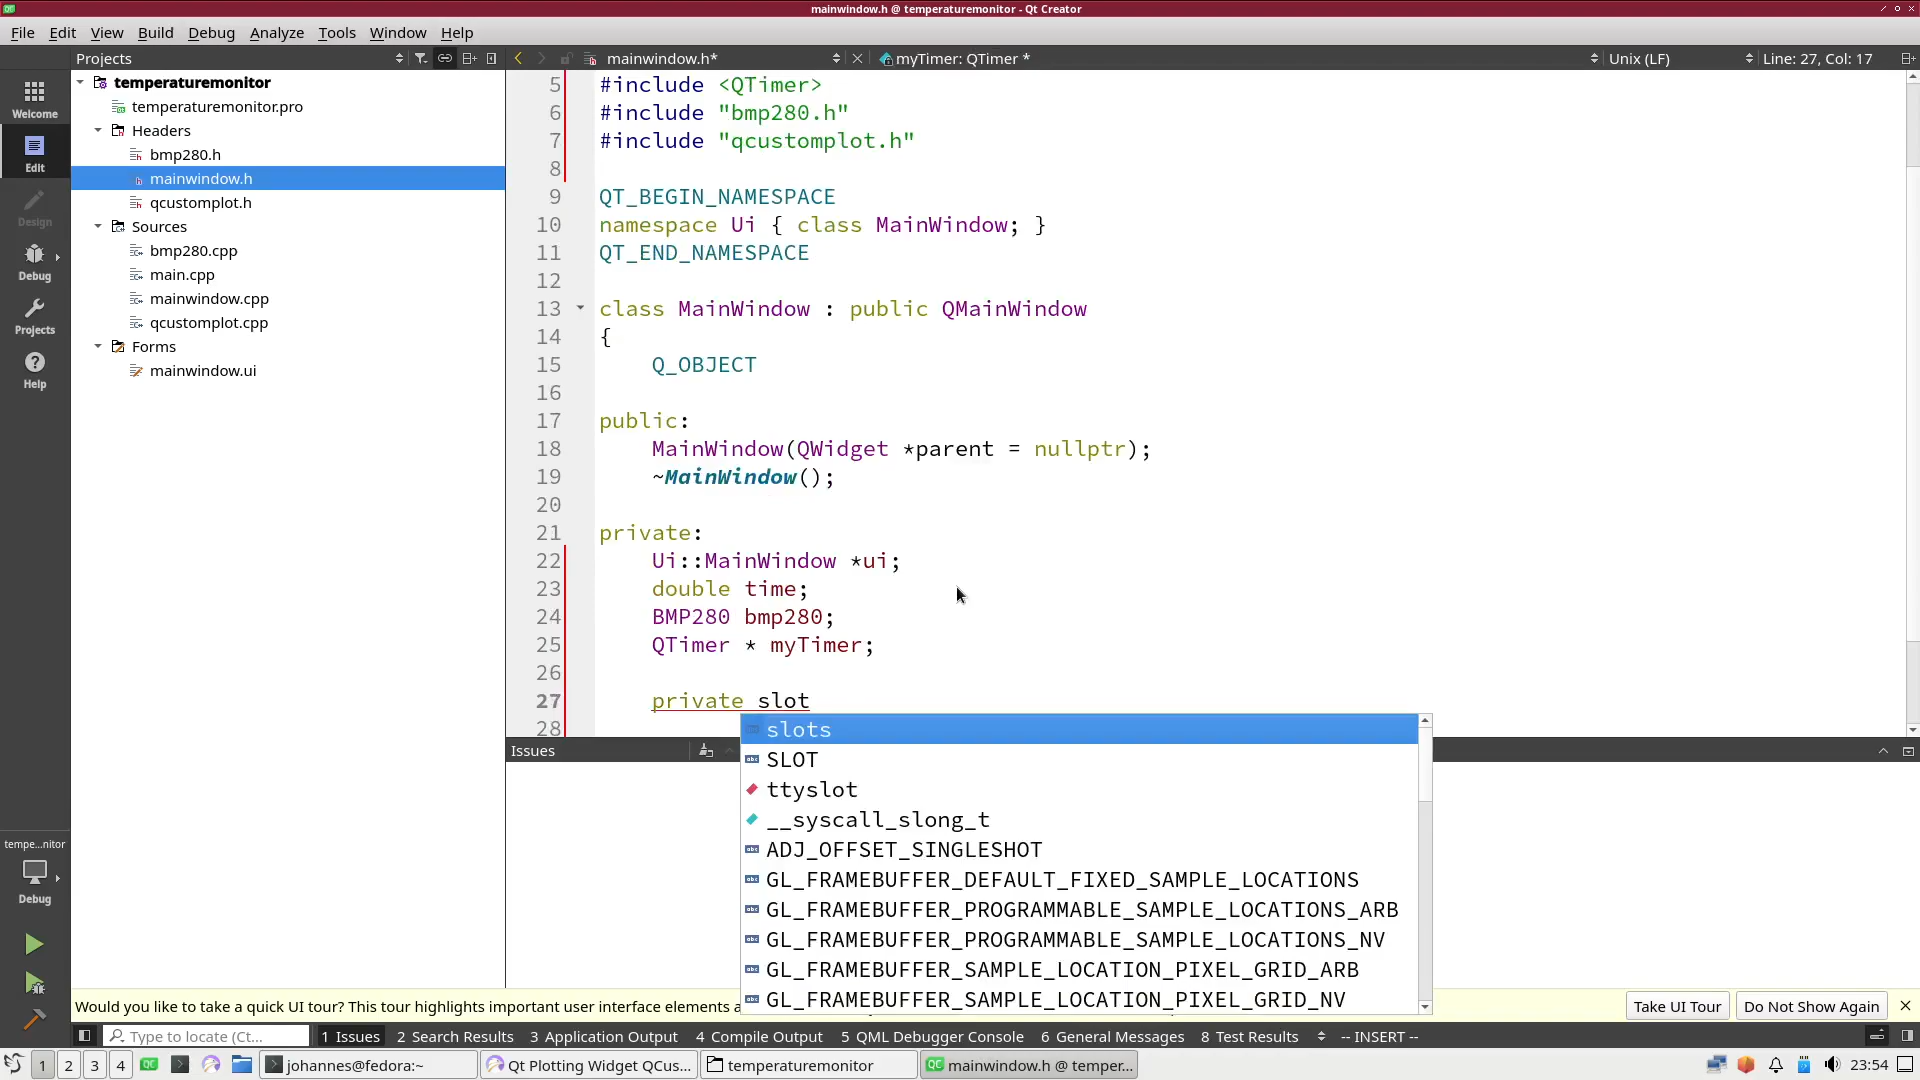 mainwindow.h @ temperaturemonitor - Qt Creator
File Edit View Build Debug Analyze Tools Window Help
Projects
mainwindow.h*
myTimer: QTimer *
Unix (LF)
Line: 27, Col: 17
Welcome
Edit
Design
Debug
Projects
Help
tempe...nitor
Debug
temperaturemonitor
temperaturemonitor.pro
Headers
bmp280.h
mainwindow.h
qcustomplot.h
Sources
bmp280.cpp
main.cpp
mainwindow.cpp
qcustomplot.cpp
Forms
mainwindow.ui
5 #include <QTimer>
6 #include "bmp280.h"
7 #include "qcustomplot.h"
8
9 QT_BEGIN_NAMESPACE
10 namespace Ui { class MainWindow; }
11 QT_END_NAMESPACE
12
13 class MainWindow : public QMainWindow
14 {
15 Q_OBJECT
16
17 public:
18 MainWindow(QWidget *parent = nullptr);
19 ~MainWindow();
20
21 private:
22 Ui::MainWindow *ui;
23 double time;
24 BMP280 bmp280;
25 QTimer * myTimer;
26
27 private slot
28
slots
SLOT
ttyslot
__syscall_slong_t
ADJ_OFFSET_SINGLESHOT
GL_FRAMEBUFFER_DEFAULT_FIXED_SAMPLE_LOCATIONS
GL_FRAMEBUFFER_PROGRAMMABLE_SAMPLE_LOCATIONS_ARB
GL_FRAMEBUFFER_PROGRAMMABLE_SAMPLE_LOCATIONS_NV
GL_FRAMEBUFFER_SAMPLE_LOCATION_PIXEL_GRID_ARB
GL_FRAMEBUFFER_SAMPLE_LOCATION_PIXEL_GRID_NV
Issues
Would you like to take a quick UI tour? This tour highlights important user interface elements
Take UI Tour
Do Not Show Again
Type to locate (Ct...
1 Issues 2 Search Results 3 Application Output 4 Compile Output 5 QML Debugger Console 6 General Messages 8 Test Results -- INSERT --
1 2 3 4
johannes@fedora:~
Qt Plotting Widget QCus...
temperaturemonitor
mainwindow.h @ temper...
23:54